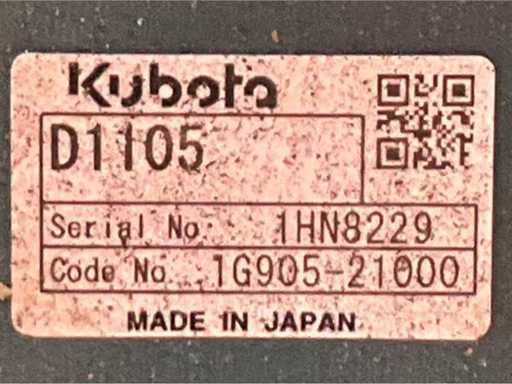 Kubota
D1105
Serial No. 1HN8229
Code No. 1G905-21000
MADE IN JAPAN